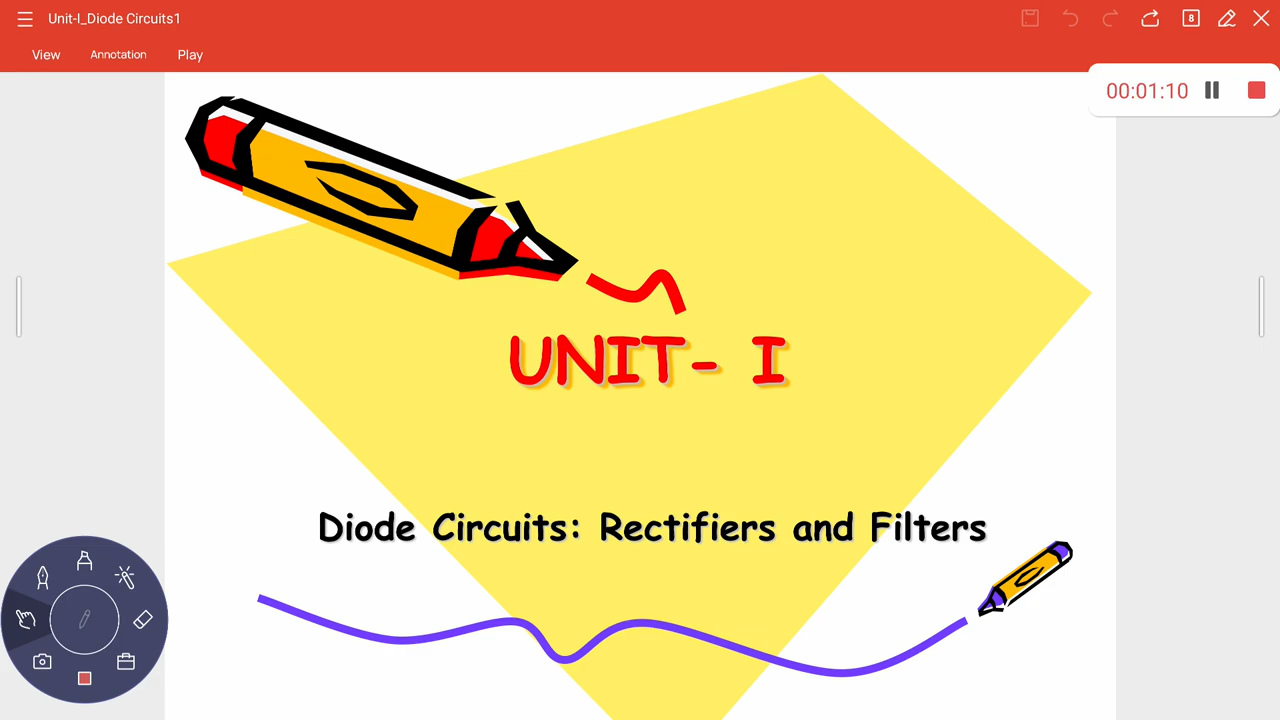 Unit-I_Diode Circuits1
8
View Annotation Play
00:01:10
UNIT- I
Diode Circuits: Rectifiers and Filters